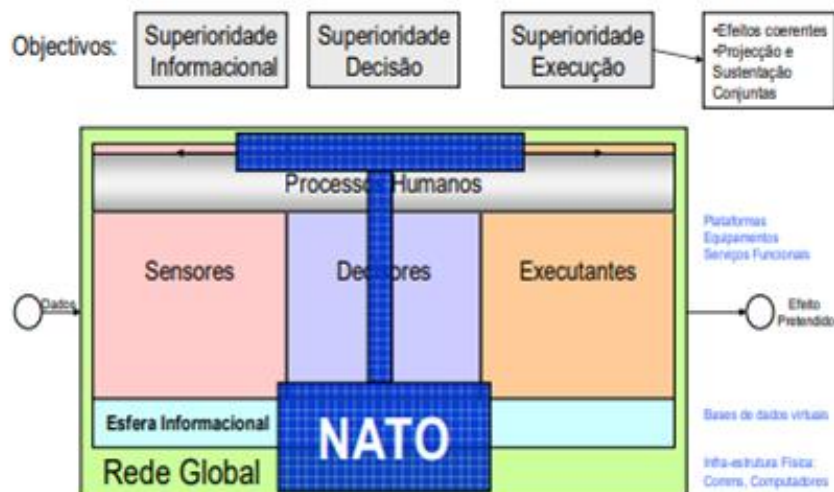 Objectivos:
Superioridade
Informacional
Superioridade
Decisão
Superioridade
Execução
•Efeitos coerentes
•Projecção e
Sustentação
Conjuntas
Processos Humanos
Sensores
Decisores
Executantes
Plataformas
Equipamentos
Serviços Funcionais
Dados
Efeito
Pretendido
Esfera Informacional
NATO
Bases de dados virtuais
Rede Global
Infra-estrutura Física:
Comms, Computadores